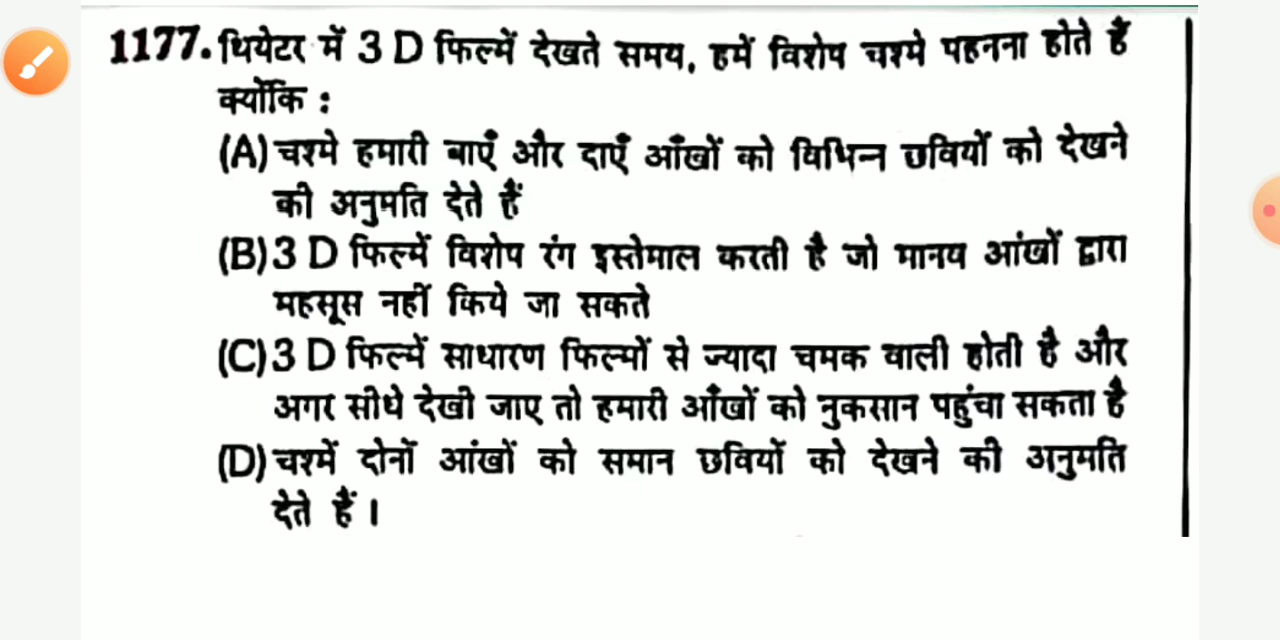 1177. थियेटर में 3 D फिल्में देखते समय, हमें विशेष चश्मे पहनना होते हैं
क्योंकि :
(A) चश्मे हमारी बाएँ और दाएँ आँखों को विभिन्न छवियों को देखने
की अनुमति देते हैं
(B) 3 D फिल्में विशेष रंग इस्तेमाल करती है जो मानव आंखों द्वारा
महसूस नहीं किये जा सकते
(C) 3 D फिल्में साधारण फिल्मों से ज्यादा चमक वाली होती है और
अगर सीधे देखी जाए तो हमारी आँखों को नुकसान पहुंचा सकता है
(D) चश्में दोनों आंखों को समान छवियों को देखने की अनुमति
देते हैं ।